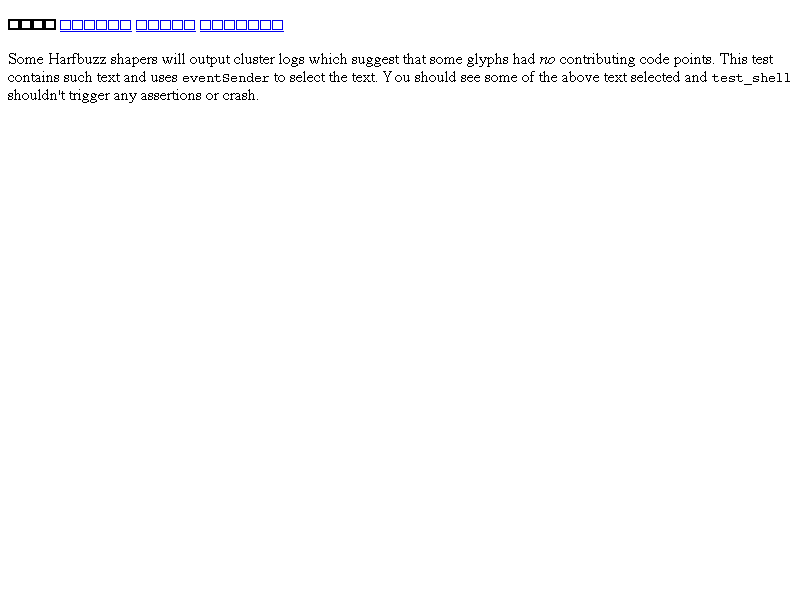 Some Harfbuzz shapers will output cluster logs which suggest that some glyphs had no contributing code points. This test
contains such text and uses eventSender to select the text. You should see some of the above text selected and test_shell
shouldn't trigger any assertions or crash.